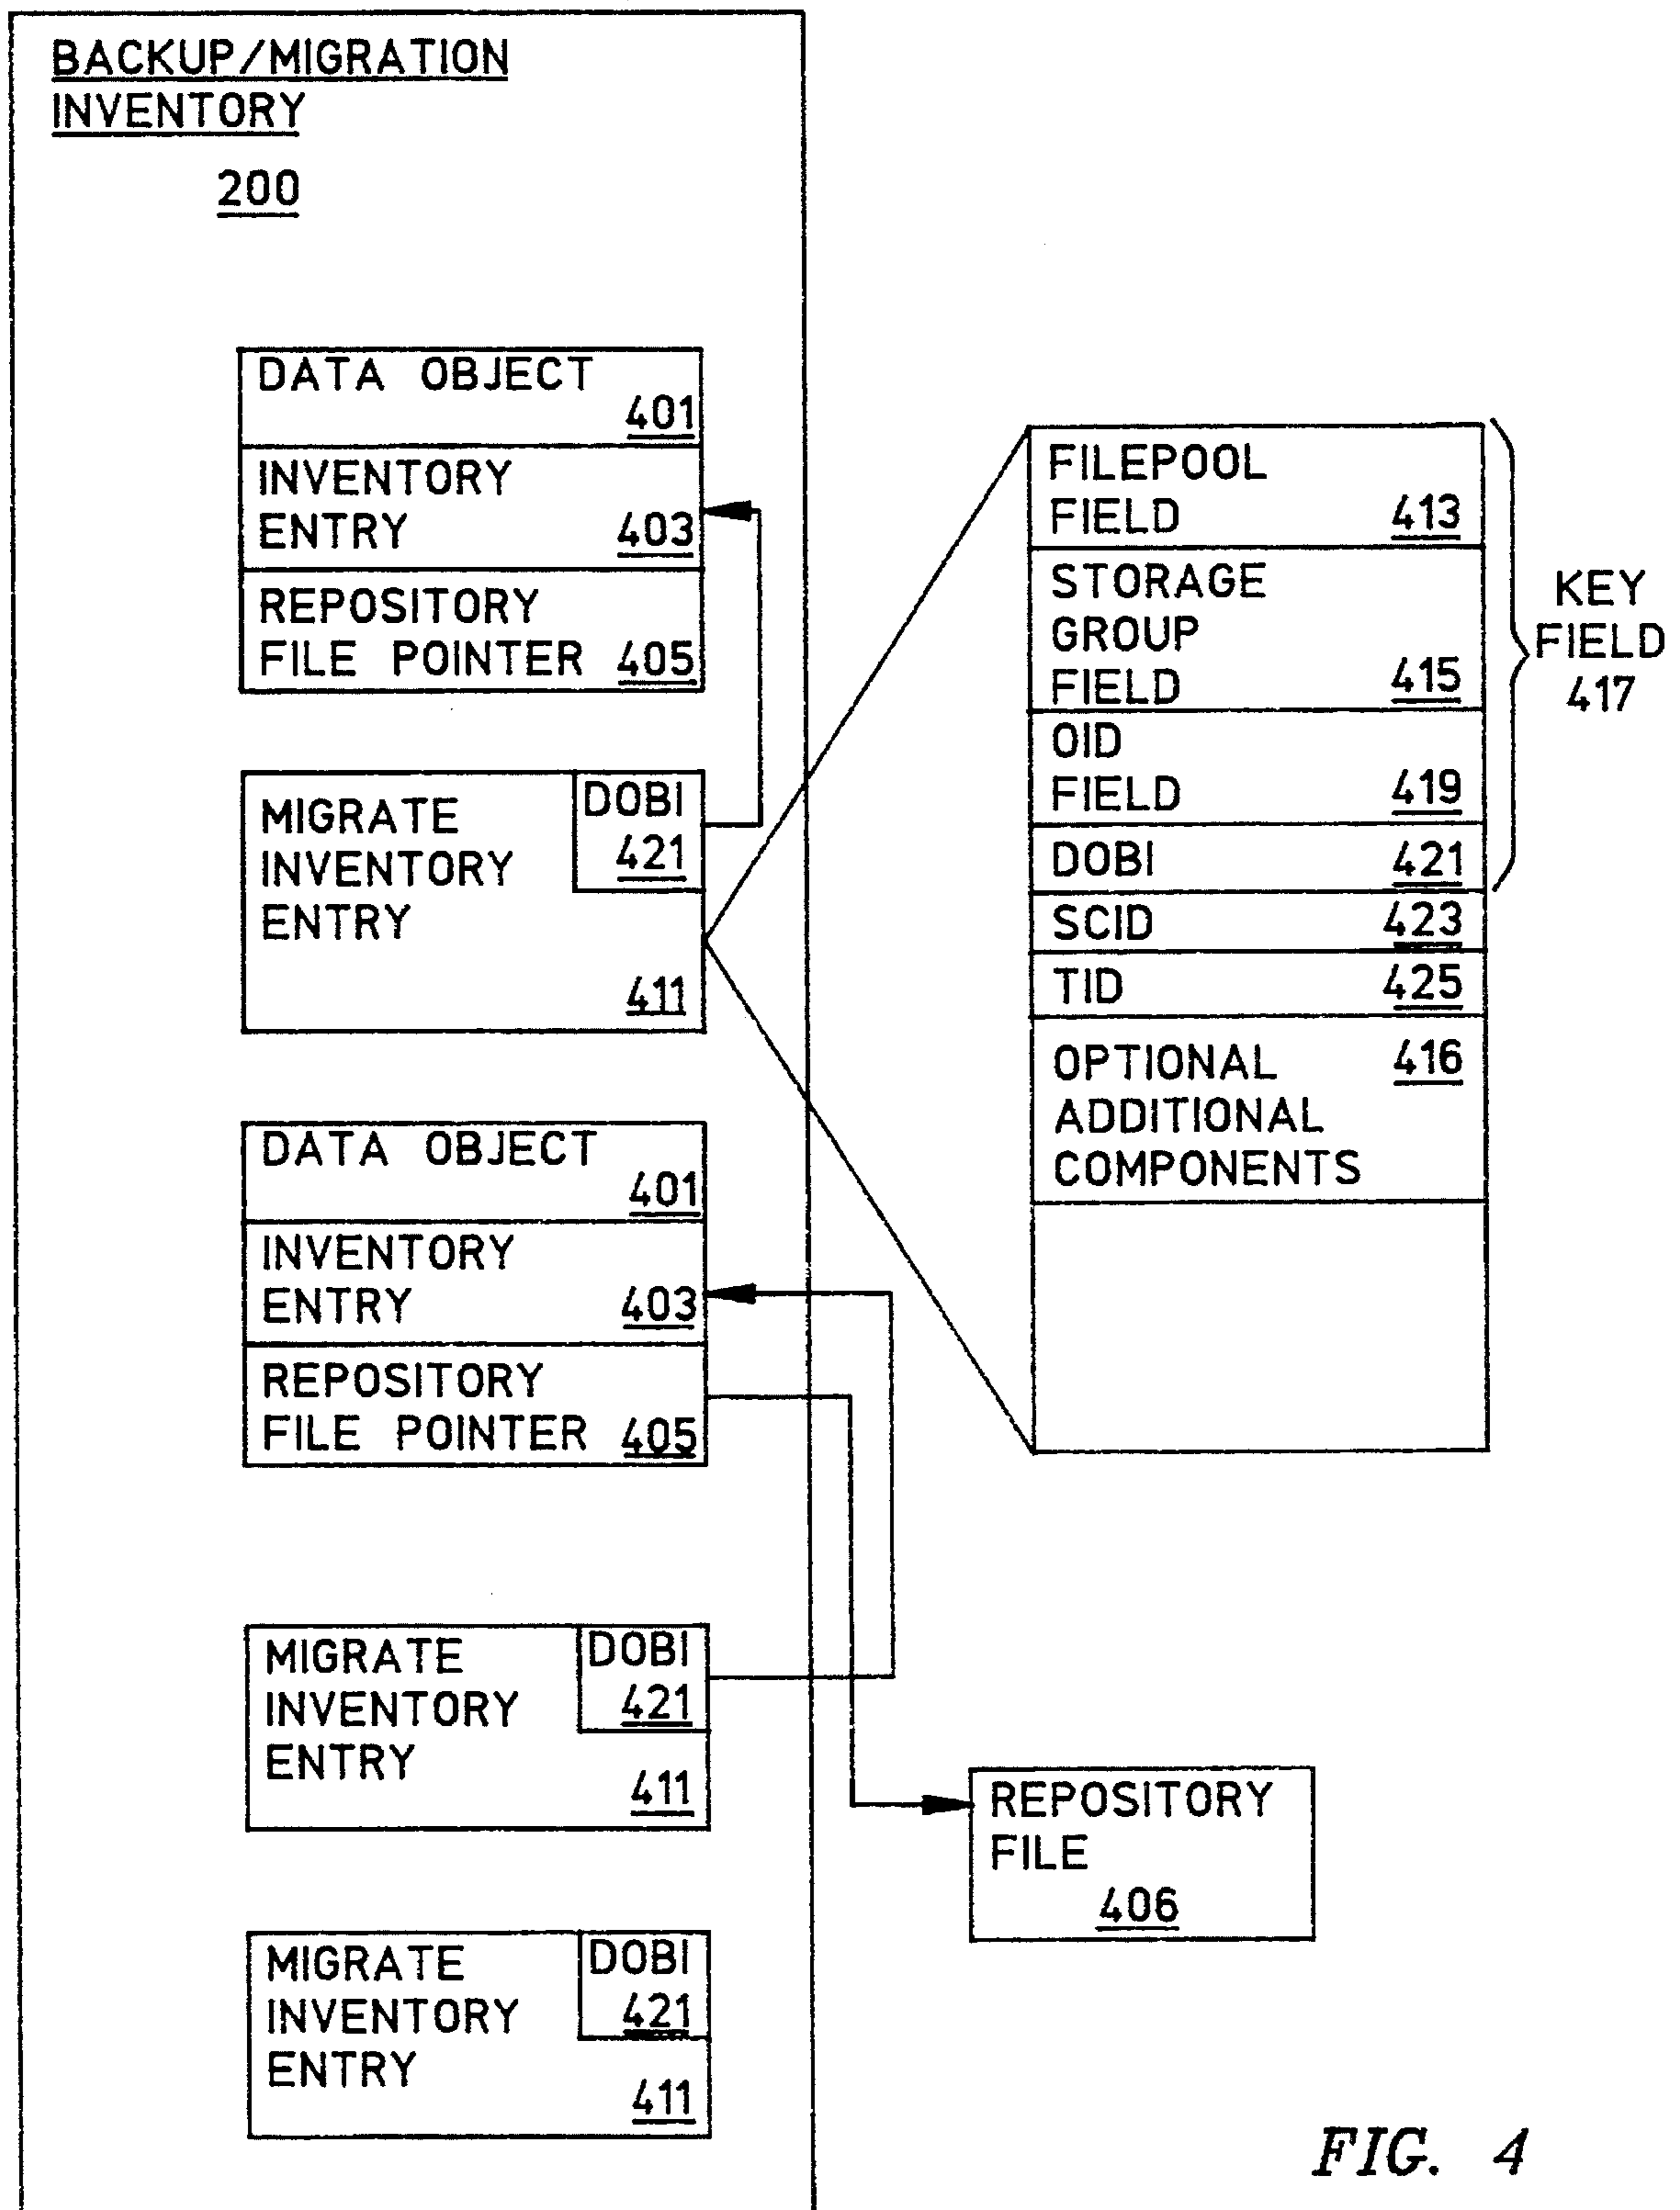 BACKUP/MIGRATION
INVENTORY
200
DATA OBJECT
401
INVENTORY
ENTRY 403
REPOSITORY
FILE POINTER 405
MIGRATE
INVENTORY
ENTRY
411
DOBI
421
DATA OBJECT
401
INVENTORY
ENTRY 403
REPOSITORY
FILE POINTER 405
MIGRATE
INVENTORY
ENTRY
411
DOBI
421
MIGRATE
INVENTORY
ENTRY
411
DOBI
421
FILEPOOL
FIELD 413
STORAGE
GROUP
FIELD 415
OID
FIELD 419
DOBI 421
SCID 423
TID 425
OPTIONAL 416
ADDITIONAL
COMPONENTS
KEY
FIELD
417
REPOSITORY
FILE
406
FIG. 4